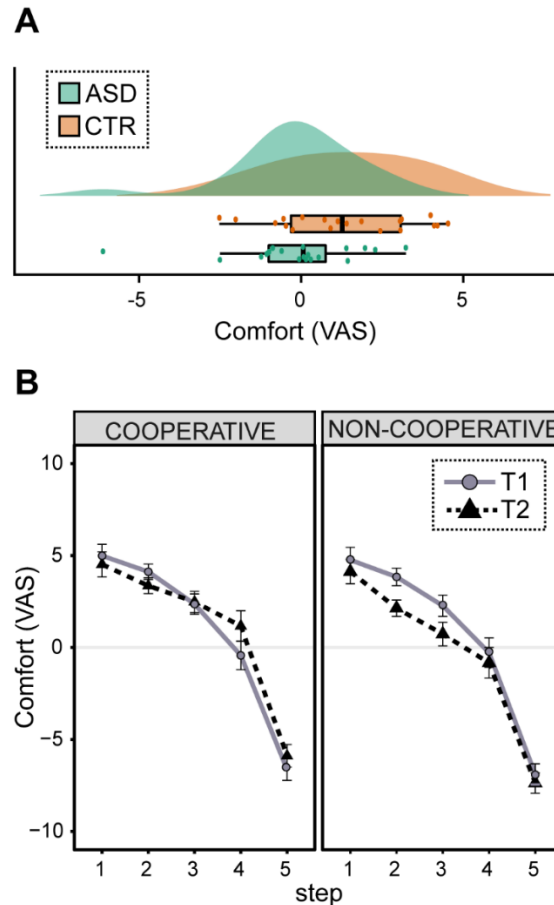 A
ASD
CTR
-5 0 5
Comfort (VAS)
B
COOPERATIVE NON-COOPERATIVE
T1
T2
10
5
0
−5
−10
Comfort (VAS)
1 2 3 4 5 1 2 3 4 5
step